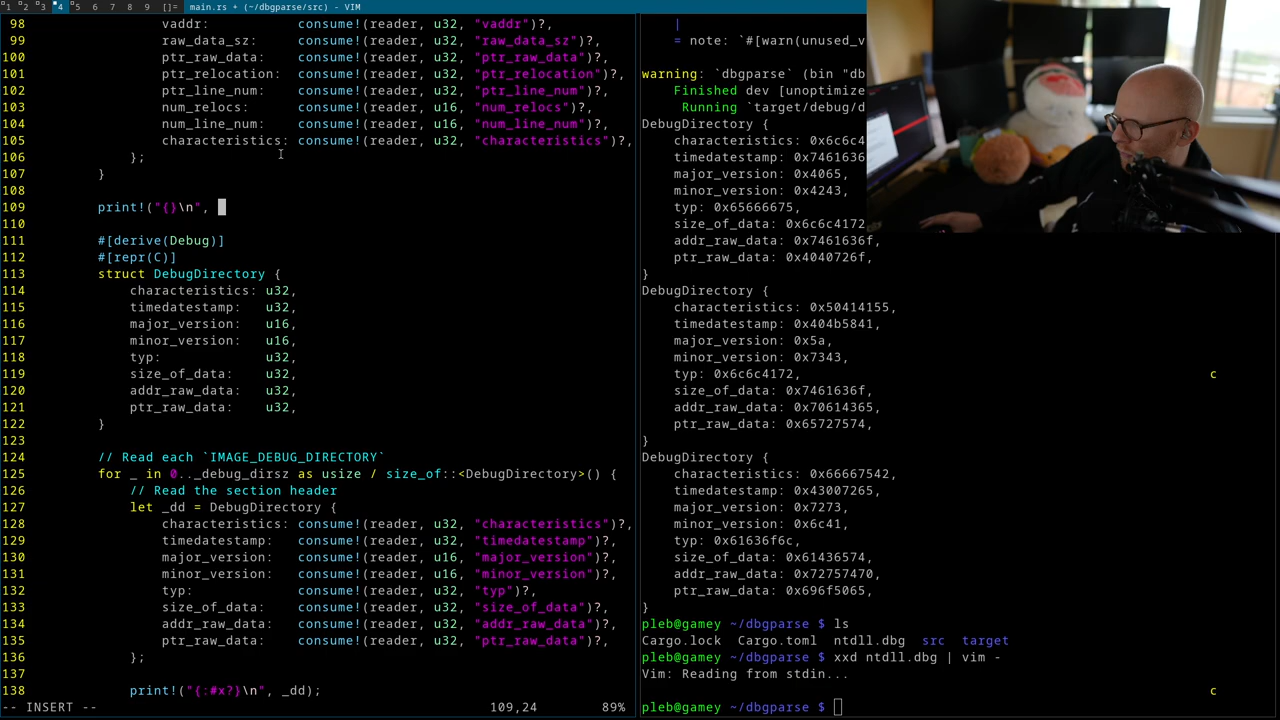 1 2 3 4 5 6 7 8 9 []= main.rs + (~/dbgparse/src) - VIM
98 vaddr: consume!(reader, u32, "vaddr")?,
99 raw_data_sz: consume!(reader, u32, "raw_data_sz")?,
100 ptr_raw_data: consume!(reader, u32, "ptr_raw_data")?,
101 ptr_relocation: consume!(reader, u32, "ptr_relocation")?,
102 ptr_line_num: consume!(reader, u32, "ptr_line_num")?,
103 num_relocs: consume!(reader, u16, "num_relocs")?,
104 num_line_num: consume!(reader, u16, "num_line_num")?,
105 characteristics: consume!(reader, u32, "characteristics")?,
106 };
107 }
108
109 print!("{}\n",
110
111 #[derive(Debug)]
112 #[repr(C)]
113 struct DebugDirectory {
114 characteristics: u32,
115 timedatestamp: u32,
116 major_version: u16,
117 minor_version: u16,
118 typ: u32,
119 size_of_data: u32,
120 addr_raw_data: u32,
121 ptr_raw_data: u32,
122 }
123
124 // Read each `IMAGE_DEBUG_DIRECTORY`
125 for _ in 0.._debug_dirsz as usize / size_of::<DebugDirectory>() {
126 // Read the section header
127 let _dd = DebugDirectory {
128 characteristics: consume!(reader, u32, "characteristics")?,
129 timedatestamp: consume!(reader, u32, "timedatestamp")?,
130 major_version: consume!(reader, u16, "major_version")?,
131 minor_version: consume!(reader, u16, "minor_version")?,
132 typ: consume!(reader, u32, "typ")?,
133 size_of_data: consume!(reader, u32, "size_of_data")?,
134 addr_raw_data: consume!(reader, u32, "addr_raw_data")?,
135 ptr_raw_data: consume!(reader, u32, "ptr_raw_data")?,
136 };
137
138 print!("{:#x?}\n", _dd);
-- INSERT -- 109,24 89%
|
= note: `#[warn(unused_v
warning: `dbgparse` (bin "db
Finished dev [unoptimize
Running `target/debug/d
DebugDirectory {
characteristics: 0x6c6c4
timedatestamp: 0x7461636
major_version: 0x4065,
minor_version: 0x4243,
typ: 0x65666675,
size_of_data: 0x6c6c4172,
addr_raw_data: 0x7461636f,
ptr_raw_data: 0x4040726f,
}
DebugDirectory {
characteristics: 0x50414155,
timedatestamp: 0x404b5841,
major_version: 0x5a,
minor_version: 0x7343,
typ: 0x6c6c4172,
size_of_data: 0x7461636f,
addr_raw_data: 0x70614365,
ptr_raw_data: 0x65727574,
}
DebugDirectory {
characteristics: 0x66667542,
timedatestamp: 0x43007265,
major_version: 0x7273,
minor_version: 0x6c41,
typ: 0x61636f6c,
size_of_data: 0x61436574,
addr_raw_data: 0x72757470,
ptr_raw_data: 0x696f5065,
}
pleb@gamey ~/dbgparse $ ls
Cargo.lock Cargo.toml ntdll.dbg src target
pleb@gamey ~/dbgparse $ xxd ntdll.dbg | vim -
Vim: Reading from stdin...
pleb@gamey ~/dbgparse $
c
c